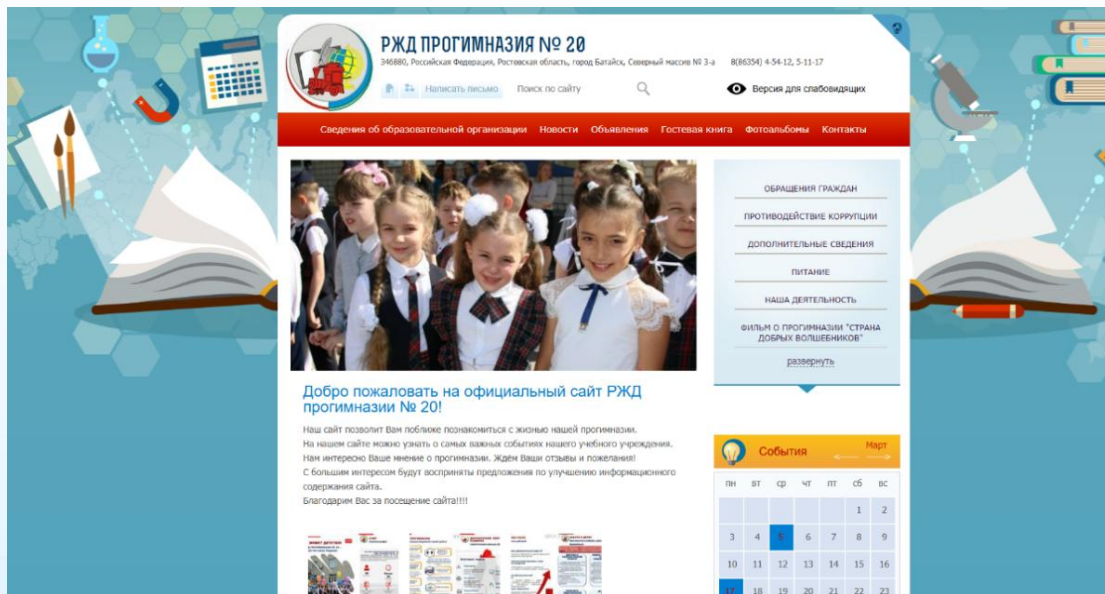 РЖД ПРОГИМНАЗИЯ № 20
346880, Российская Федерация, Ростовская область, город Батайск, Северный массив № 3-а 8(86354) 4-54-12, 5-11-17
Написать письмо Поиск по сайту Версия для слабовидящих
Сведения об образовательной организации Новости Объявления Гостевая книга Фотоальбомы Контакты
ОБРАЩЕНИЯ ГРАЖДАН
ПРОТИВОДЕЙСТВИЕ КОРРУПЦИИ
ДОПОЛНИТЕЛЬНЫЕ СВЕДЕНИЯ
ПИТАНИЕ
НАША ДЕЯТЕЛЬНОСТЬ
ФИЛЬМ О ПРОГИМНАЗИИ "СТРАНА
ДОБРЫХ ВОЛШЕБНИКОВ"
развернуть
Добро пожаловать на официальный сайт РЖД
прогимназии № 20!
Наш сайт позволит Вам поближе познакомиться с жизнью нашей прогимназии.
На нашем сайте можно узнать о самых важных событиях нашего учебного учреждения.
Нам интересно Ваше мнение о прогимназии. Ждём Ваши отзывы и пожелания!
С большим интересом будут восприняты предложения по улучшению информационного
содержания сайта.
Благодарим Вас за посещение сайта!!!!
События Март
пн вт ср чт пт сб вс
1 2
3 4 5 6 7 8 9
10 11 12 13 14 15 16
17 18 19 20 21 22 23